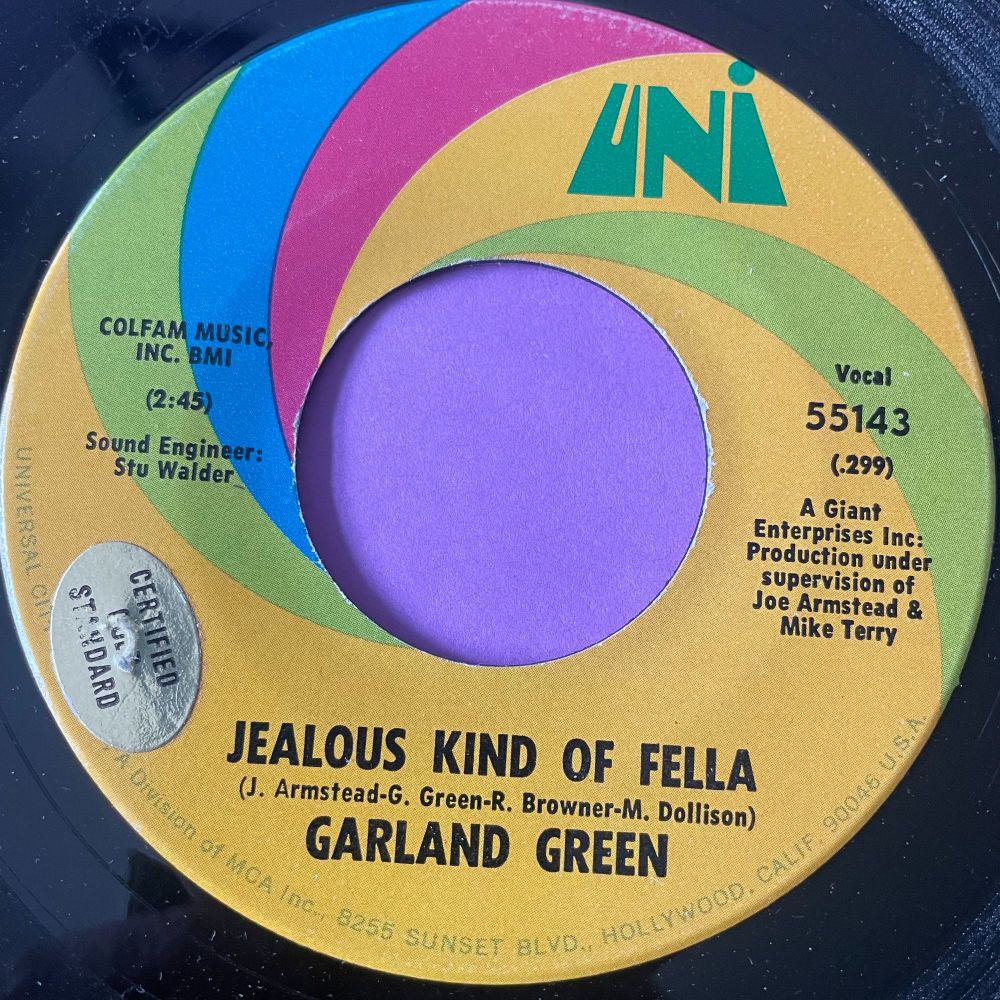 UNI
COLFAM MUSIC,
INC. BMI
(2:45)
Sound Engineer:
Stu Walder
Vocal
55143
(.299)
A Giant
Enterprises Inc:
Production under
supervision of
Joe Armstead &
Mike Terry
CERTIFIED
STANDARD
JEALOUS KIND OF FELLA
(J. Armstead-G. Green-R. Browner-M. Dollison)
GARLAND GREEN
UNIVERSAL
A Division of MCA Inc., 8255 SUNSET BLVD., HOLLYWOOD, CALIF. 90046 U.S.A.